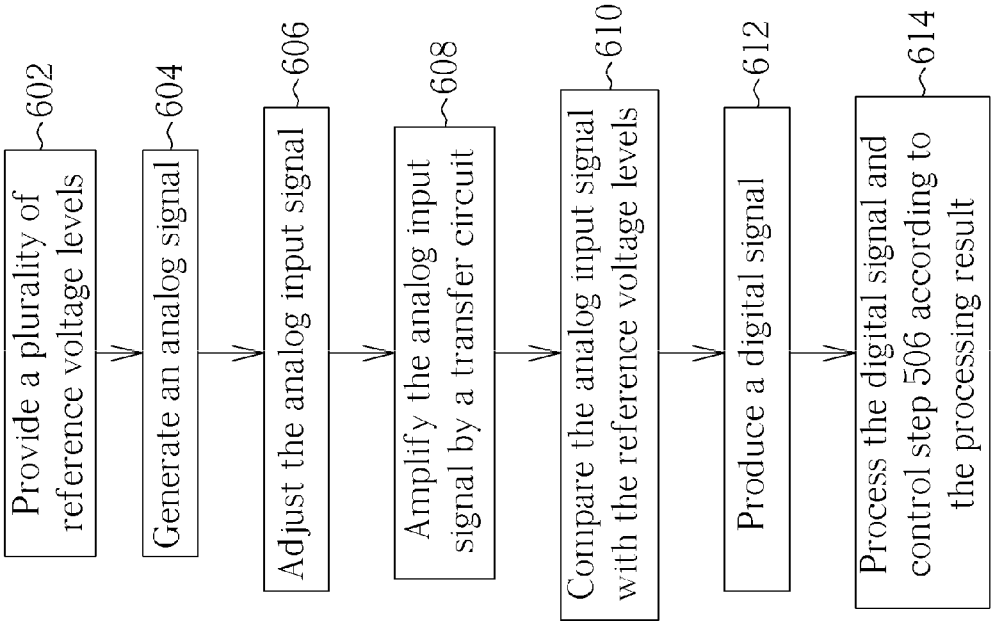 Provide a plurality of
reference voltage levels
602
Generate an analog signal
604
Adjust the analog input signal
606
Amplify the analog input
signal by a transfer circuit
608
Compare the analog input signal
with the reference voltage levels
610
Produce a digital signal
612
Process the digital signal and
control step 506 according to
the processing result
614